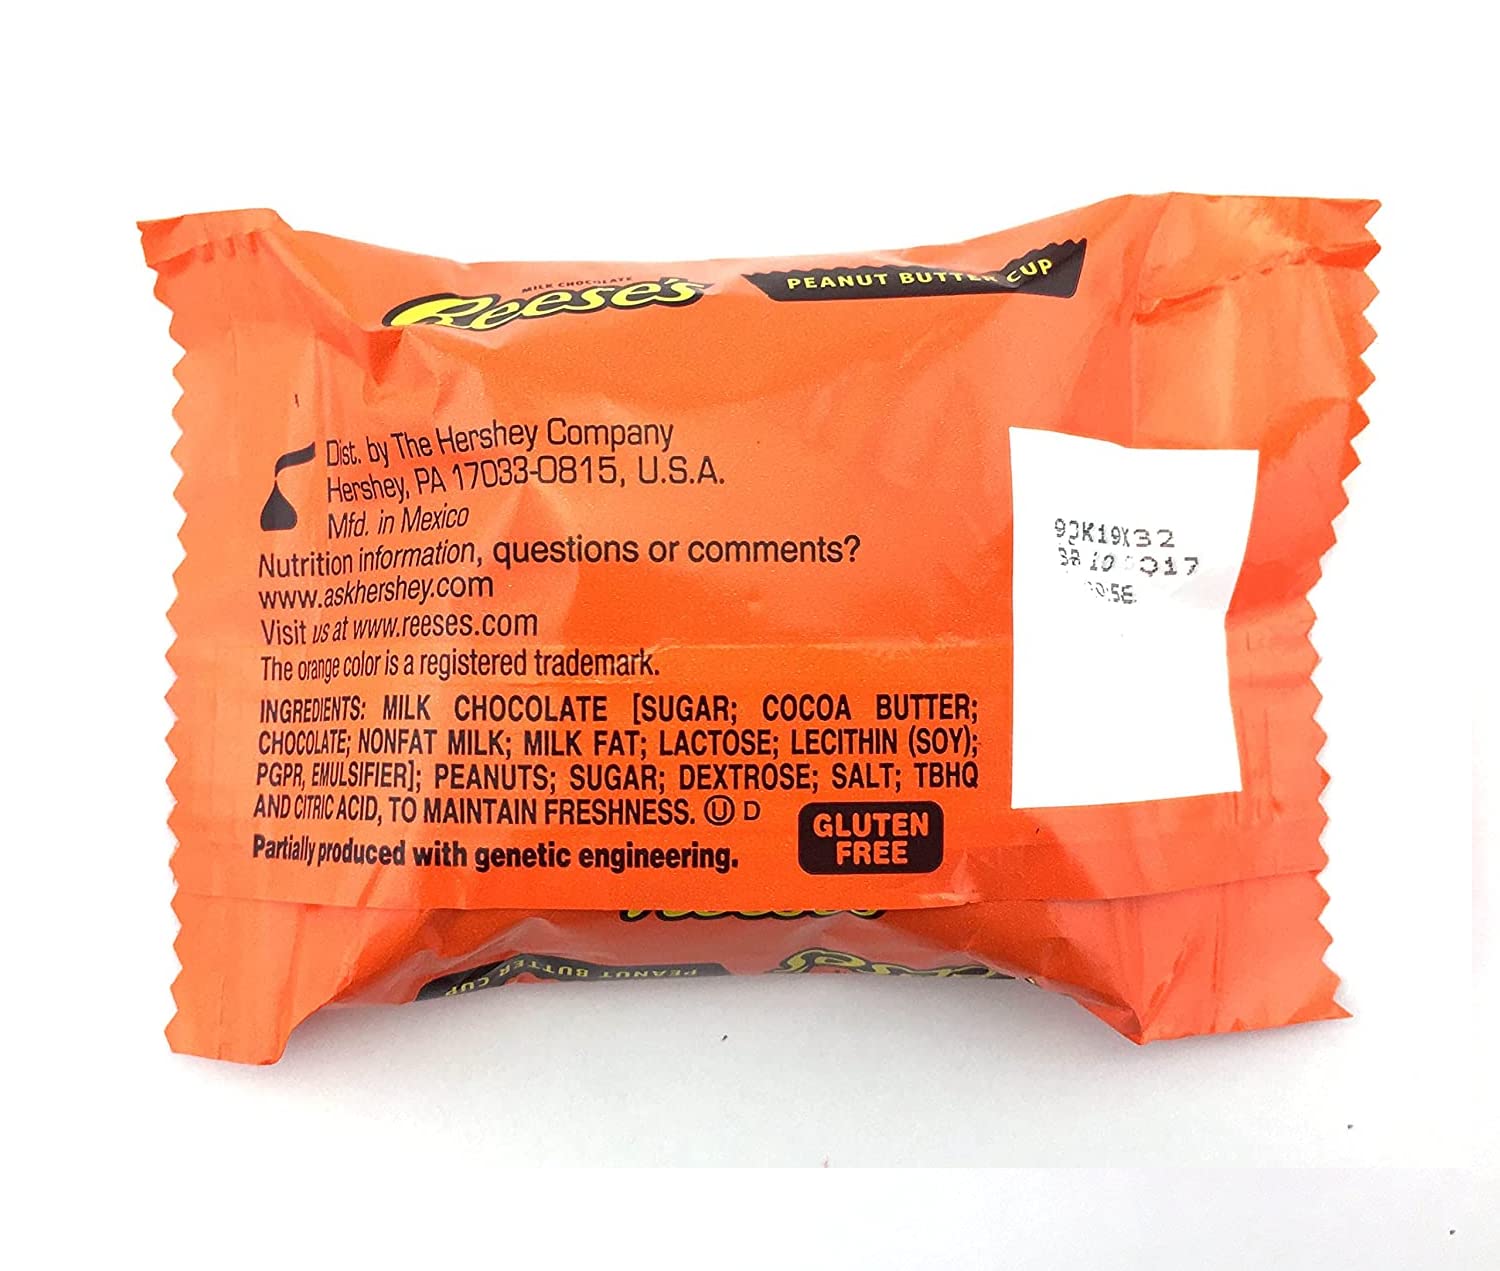 MILK CHOCOLATE
Reese's
PEANUT BUTTER CUP
Dist. by The Hershey Company
Hershey, PA 17033-0815, U.S.A.
Mfd. in Mexico
Nutrition information, questions or comments?
www.askhershey.com
Visit us at www.reeses.com
The orange color is a registered trademark.
INGREDIENTS: MILK CHOCOLATE [SUGAR; COCOA BUTTER;
CHOCOLATE; NONFAT MILK; MILK FAT; LACTOSE; LECITHIN (SOY);
PGPR, EMULSIFIER]; PEANUTS; SUGAR; DEXTROSE; SALT; TBHQ
AND CITRIC ACID, TO MAINTAIN FRESHNESS. Ⓤ D
Partially produced with genetic engineering.
GLUTEN
FREE
PEANUT BUTTER CUP